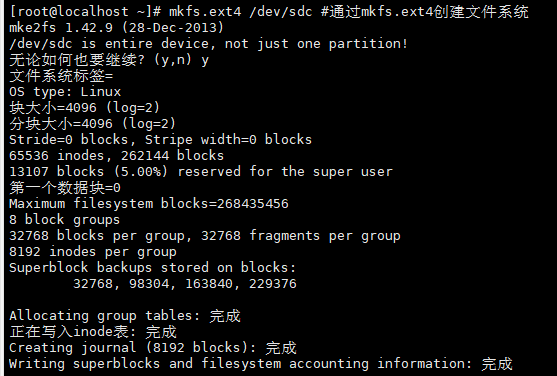 [root@localhost ~]# mkfs.ext4 /dev/sdc #通过mkfs.ext4创建文件系统
mke2fs 1.42.9 (28-Dec-2013)
/dev/sdc is entire device, not just one partition!
无论如何也要继续? (y,n) y
文件系统标签=
OS type: Linux
块大小=4096 (log=2)
分块大小=4096 (log=2)
Stride=0 blocks, Stripe width=0 blocks
65536 inodes, 262144 blocks
13107 blocks (5.00%) reserved for the super user
第一个数据块=0
Maximum filesystem blocks=268435456
8 block groups
32768 blocks per group, 32768 fragments per group
8192 inodes per group
Superblock backups stored on blocks:
32768, 98304, 163840, 229376
Allocating group tables: 完成
正在写入inode表: 完成
Creating journal (8192 blocks): 完成
Writing superblocks and filesystem accounting information: 完成